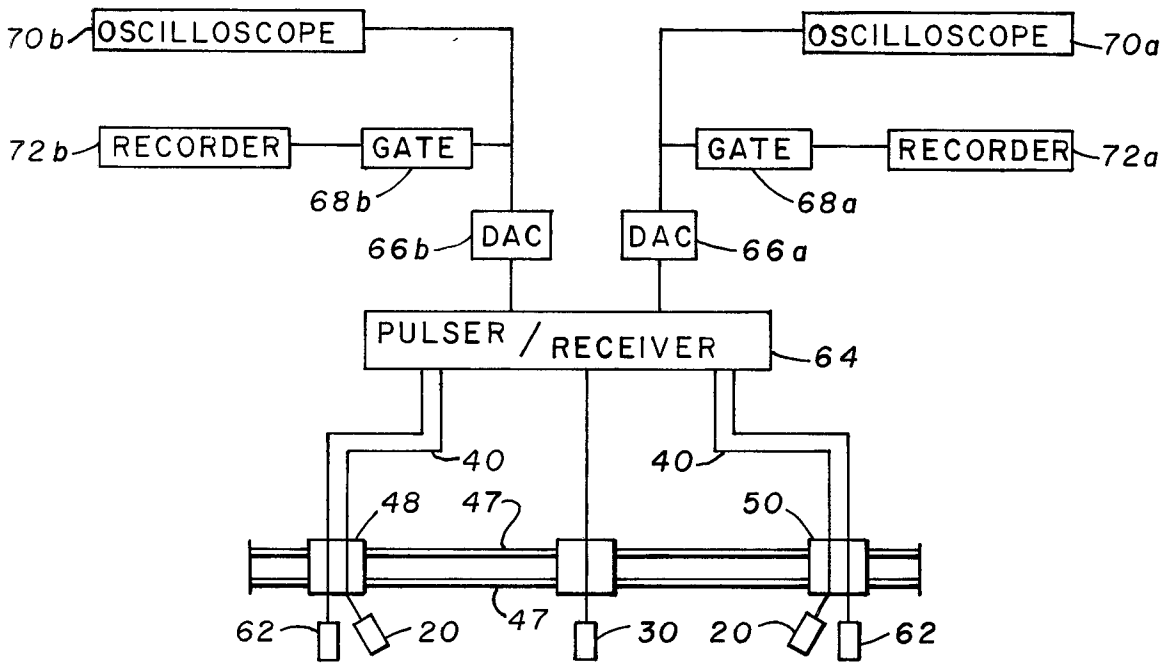 70b OSCILLOSCOPE OSCILLOSCOPE 70a
72b RECORDER GATE GATE RECORDER 72a
68b 68a
66b DAC DAC 66a
PULSER / RECEIVER 64
40 40
48 47 50
47
62 20 30 20 62